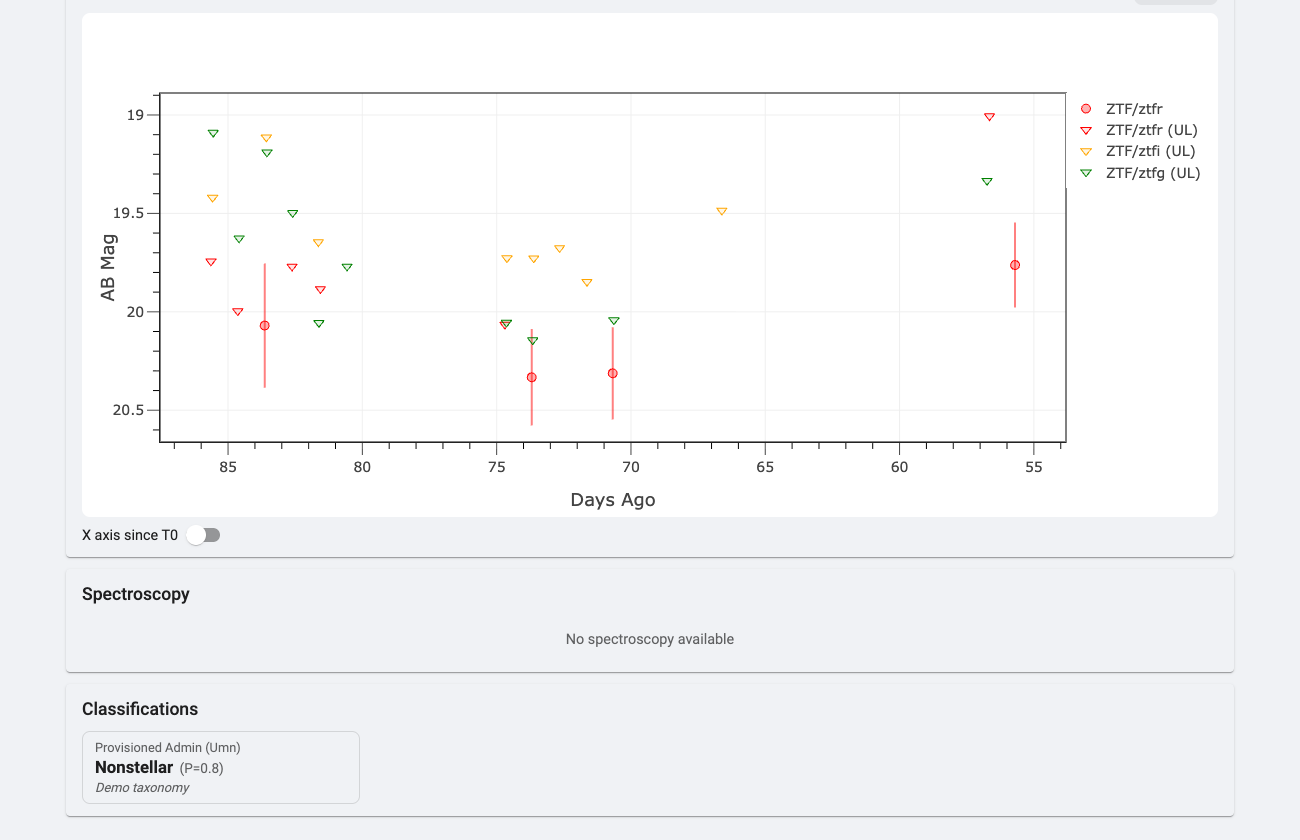 19
19.5
20
20.5
AB Mag
85
80
75
70
65
60
55
Days Ago
ZTF/ztfr
ZTF/ztfr (UL)
ZTF/ztfi (UL)
ZTF/ztfg (UL)
X axis since T0
Spectroscopy
No spectroscopy available
Classifications
Provisioned Admin (Umn)
Nonstellar (P=0.8)
Demo taxonomy